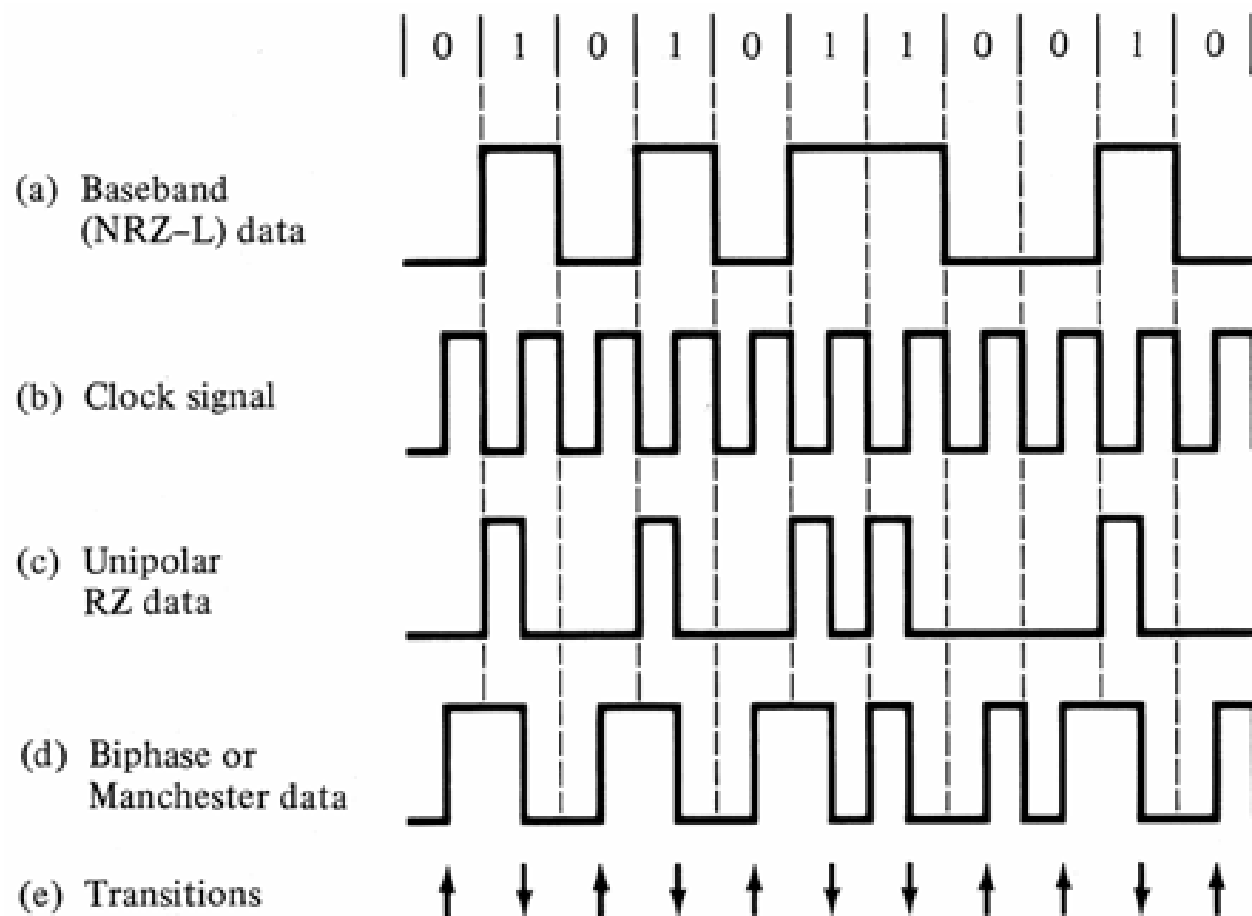 0 1 0 1 0 1 1 0 0 1 0
(a) Baseband
(NRZ–L) data
(b) Clock signal
(c) Unipolar
RZ data
(d) Biphase or
Manchester data
(e) Transitions